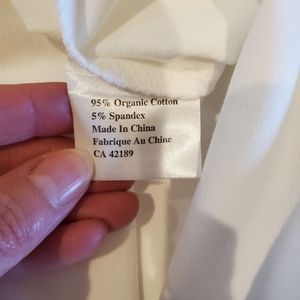 95% Organic Cotton
5% Spandex
Made In China
Fabrique Au Chine
CA 42189